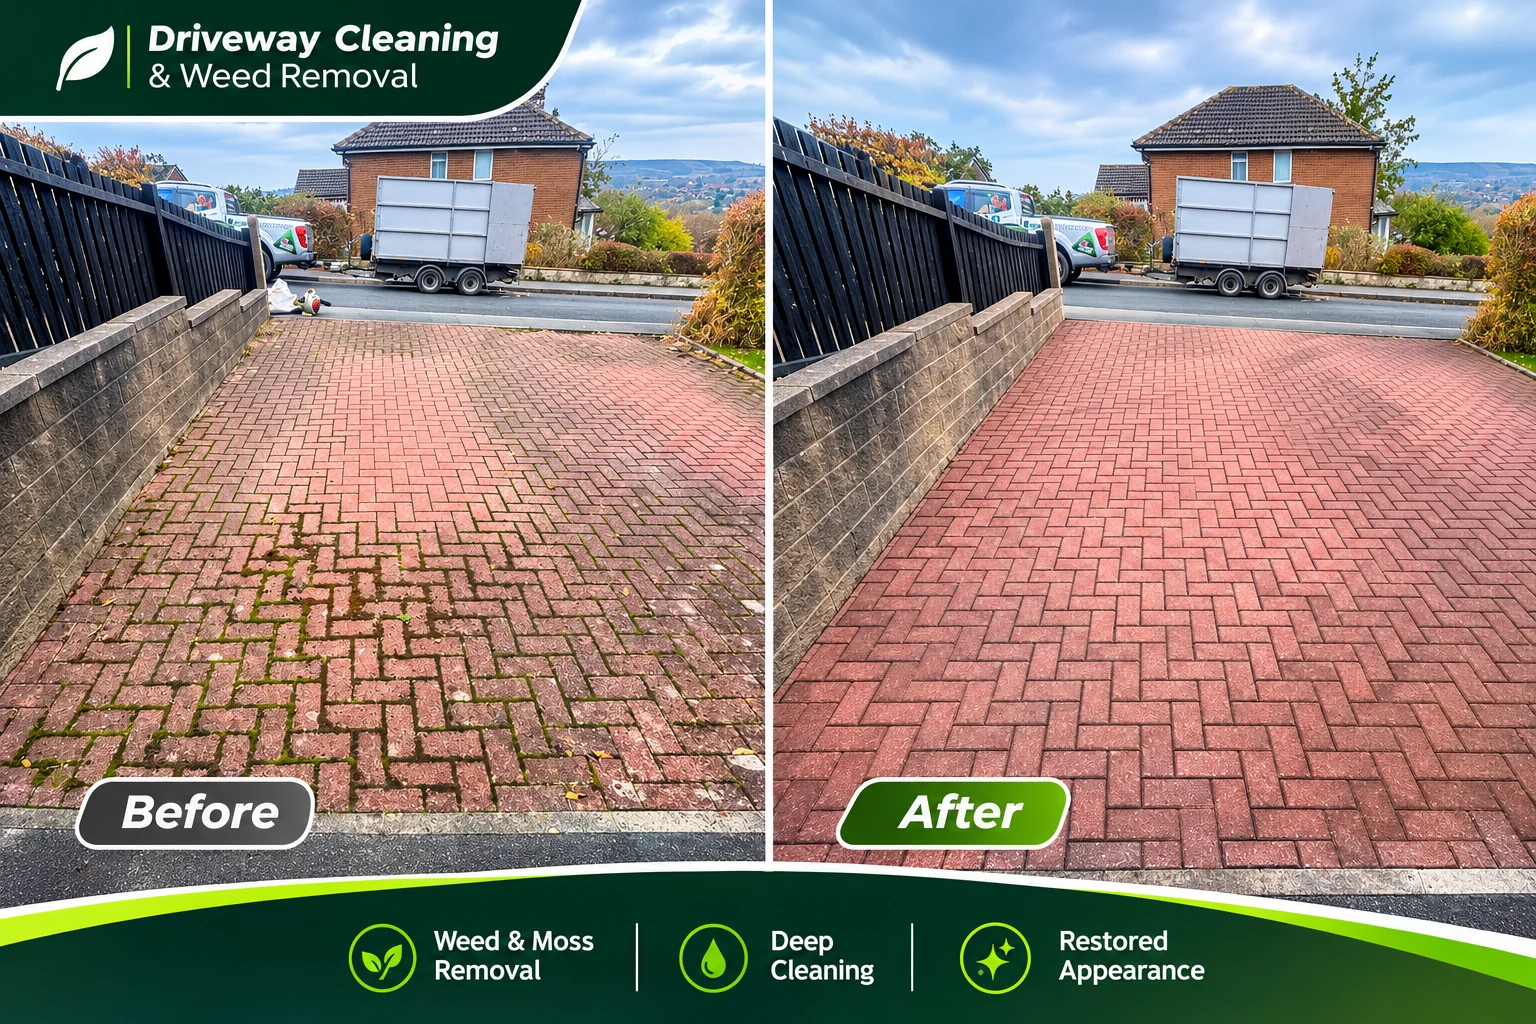 Driveway Cleaning
& Weed Removal
Before
After
Weed & Moss
Removal
Deep
Cleaning
Restored
Appearance